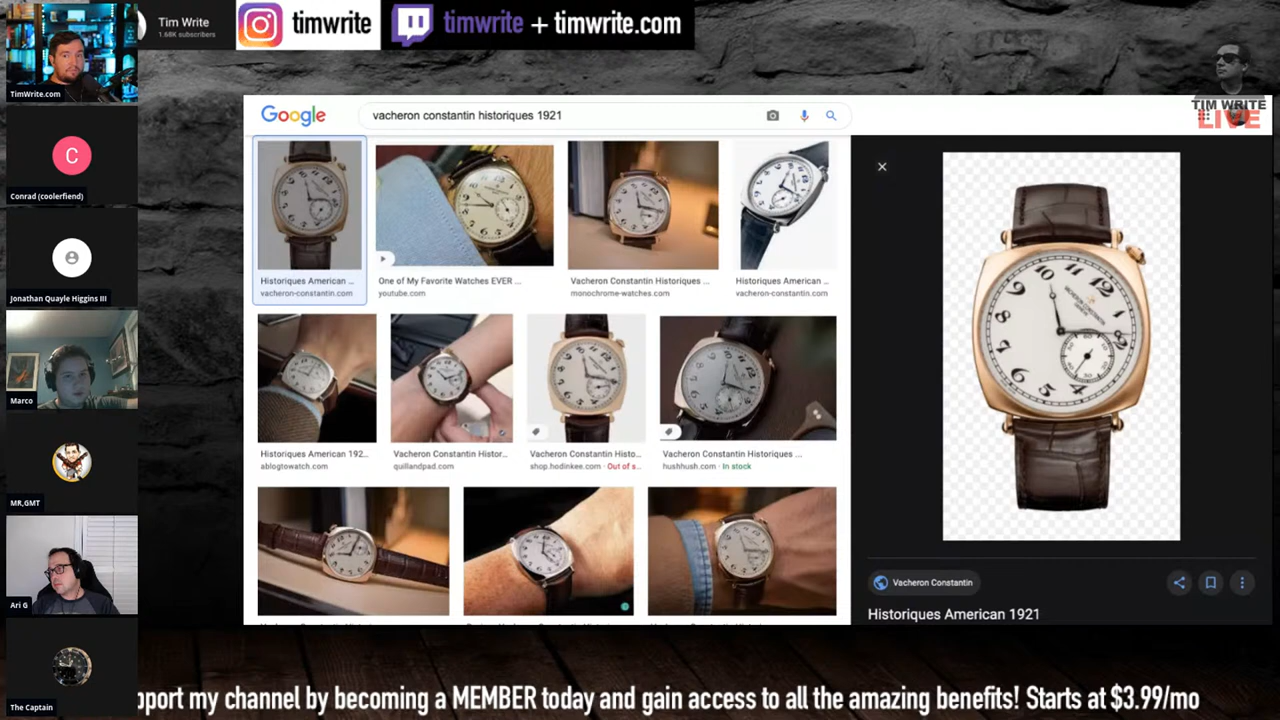 Tim Write
1.68K subscribers
timwrite
timwrite + timwrite.com
TimWrite.com
Conrad (coolerfiend)
Jonathan Quayle Higgins III
Marco
MR,GMT
Ari G
The Captain
TIM WRITE
LIVE
Google
vacheron constantin historiques 1921
Historiques American ...
vacheron-constantin.com
One of My Favorite Watches EVER ...
youtube.com
Vacheron Constantin Historiques ...
monochrome-watches.com
Historiques American ...
vacheron-constantin.com
Historiques American 192...
ablogtowatch.com
Vacheron Constantin Histor...
quillandpad.com
Vacheron Constantin Histo...
shop.hodinkee.com · Out of s...
Vacheron Constantin Historiques ...
hushhush.com · In stock
Vacheron Constantin
Historiques American 1921
pport my channel by becoming a MEMBER today and gain access to all the amazing benefits! Starts at $3.99/mo